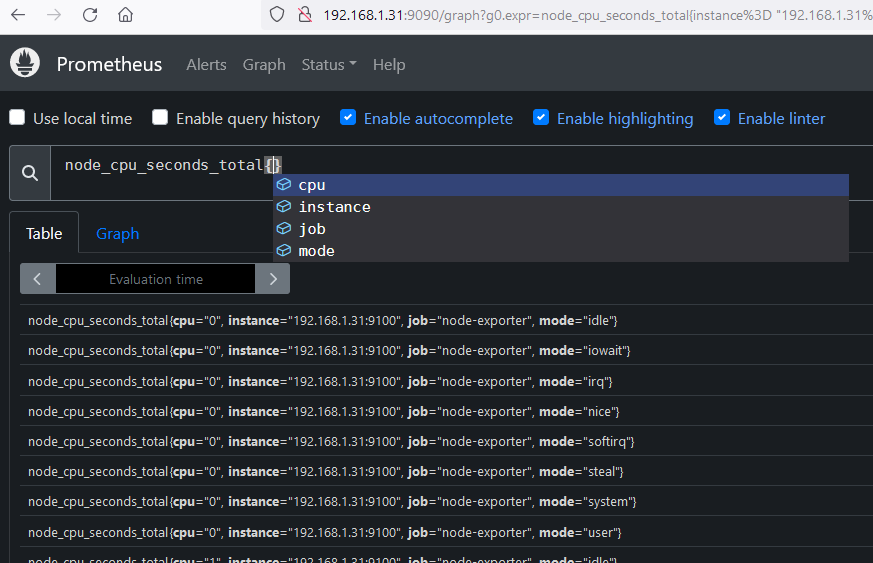 192.168.1.31:9090/graph?g0.expr=node_cpu_seconds_total{instance%3D "192.168.1.31%
Prometheus Alerts Graph Status Help
Use local time Enable query history Enable autocomplete Enable highlighting Enable linter
node_cpu_seconds_total{}
cpu
instance
job
mode
Table Graph
Evaluation time
node_cpu_seconds_total{cpu="0", instance="192.168.1.31:9100", job="node-exporter", mode="idle"}
node_cpu_seconds_total{cpu="0", instance="192.168.1.31:9100", job="node-exporter", mode="iowait"}
node_cpu_seconds_total{cpu="0", instance="192.168.1.31:9100", job="node-exporter", mode="irq"}
node_cpu_seconds_total{cpu="0", instance="192.168.1.31:9100", job="node-exporter", mode="nice"}
node_cpu_seconds_total{cpu="0", instance="192.168.1.31:9100", job="node-exporter", mode="softirq"}
node_cpu_seconds_total{cpu="0", instance="192.168.1.31:9100", job="node-exporter", mode="steal"}
node_cpu_seconds_total{cpu="0", instance="192.168.1.31:9100", job="node-exporter", mode="system"}
node_cpu_seconds_total{cpu="0", instance="192.168.1.31:9100", job="node-exporter", mode="user"}
node_cpu_seconds_total{cpu="1", instance="192.168.1.31:9100", job="node-exporter", mode="idle"}